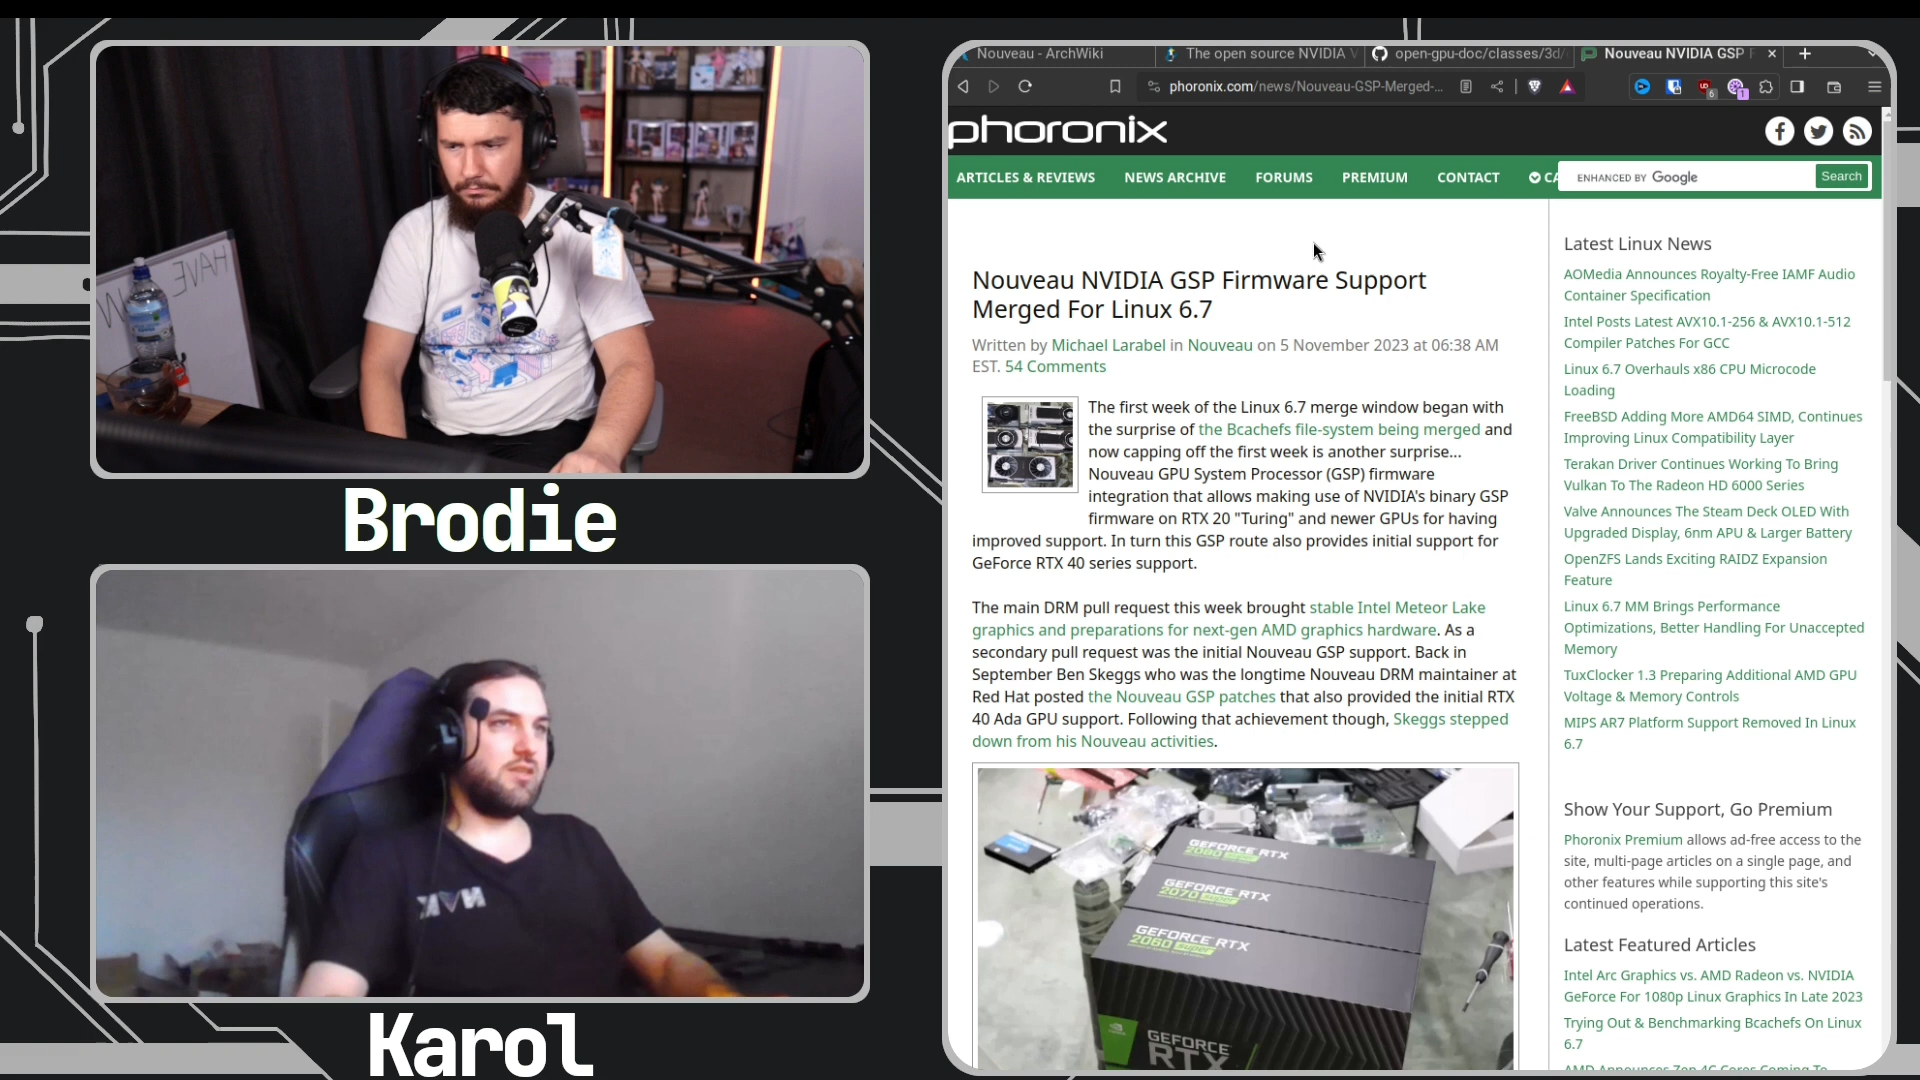 Brodie
Karol
Nouveau - ArchWiki
The open source NVIDIA
open-gpu-doc/classes/3d/
Nouveau NVIDIA GSP
phoronix.com/news/Nouveau-GSP-Merged-...
6
1
phoronix
ARTICLES & REVIEWS NEWS ARCHIVE FORUMS PREMIUM CONTACT CA
ENHANCED BY Google Search
Nouveau NVIDIA GSP Firmware Support
Merged For Linux 6.7
Written by Michael Larabel in Nouveau on 5 November 2023 at 06:38 AM
EST. 54 Comments
The first week of the Linux 6.7 merge window began with
the surprise of the Bcachefs file-system being merged and
now capping off the first week is another surprise...
Nouveau GPU System Processor (GSP) firmware
integration that allows making use of NVIDIA's binary GSP
firmware on RTX 20 "Turing" and newer GPUs for having
improved support. In turn this GSP route also provides initial support for
GeForce RTX 40 series support.
The main DRM pull request this week brought stable Intel Meteor Lake
graphics and preparations for next-gen AMD graphics hardware. As a
secondary pull request was the initial Nouveau GSP support. Back in
September Ben Skeggs who was the longtime Nouveau DRM maintainer at
Red Hat posted the Nouveau GSP patches that also provided the initial RTX
40 Ada GPU support. Following that achievement though, Skeggs stepped
down from his Nouveau activities.
GEFORCE RTX
2080 SUPER
GEFORCE RTX
2070 SUPER
GEFORCE RTX
2060 SUPER
GEFORCE
RTX
Latest Linux News
AOMedia Announces Royalty-Free IAMF Audio
Container Specification
Intel Posts Latest AVX10.1-256 & AVX10.1-512
Compiler Patches For GCC
Linux 6.7 Overhauls x86 CPU Microcode
Loading
FreeBSD Adding More AMD64 SIMD, Continues
Improving Linux Compatibility Layer
Terakan Driver Continues Working To Bring
Vulkan To The Radeon HD 6000 Series
Valve Announces The Steam Deck OLED With
Upgraded Display, 6nm APU & Larger Battery
OpenZFS Lands Exciting RAIDZ Expansion
Feature
Linux 6.7 MM Brings Performance
Optimizations, Better Handling For Unaccepted
Memory
TuxClocker 1.3 Preparing Additional AMD GPU
Voltage & Memory Controls
MIPS AR7 Platform Support Removed In Linux
6.7
Show Your Support, Go Premium
Phoronix Premium allows ad-free access to the
site, multi-page articles on a single page, and
other features while supporting this site's
continued operations.
Latest Featured Articles
Intel Arc Graphics vs. AMD Radeon vs. NVIDIA
GeForce For 1080p Linux Graphics In Late 2023
Trying Out & Benchmarking Bcachefs On Linux
6.7
AMD Announces Zen 4C Cores Coming To